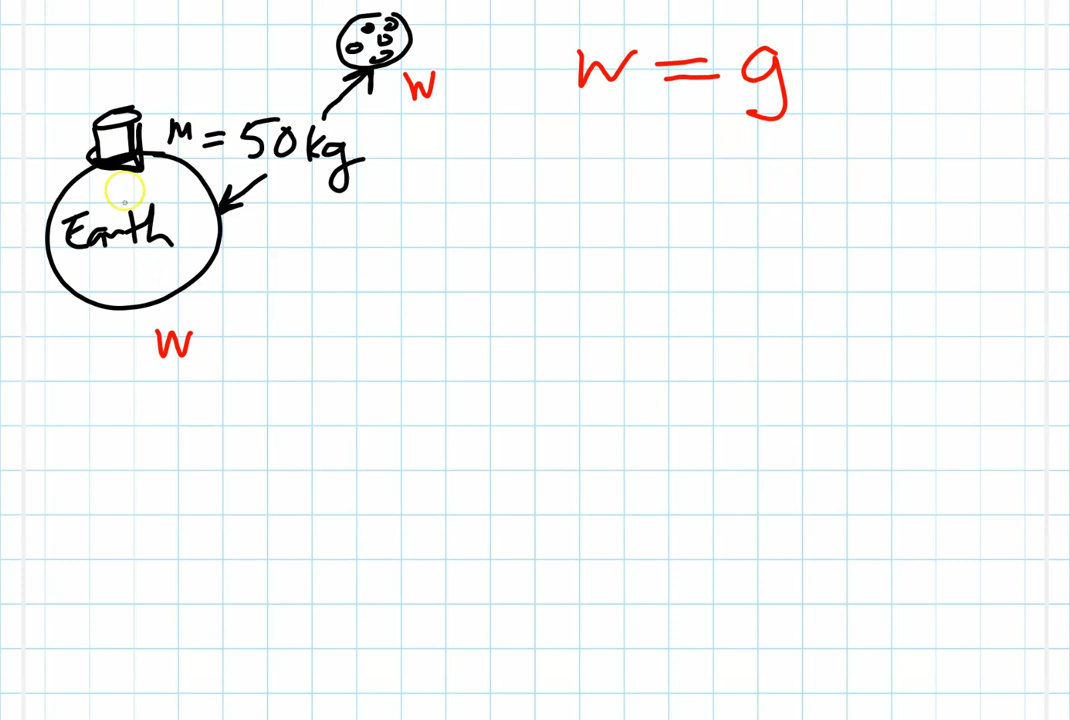 w = g
W
M = 50kg
Earth
W